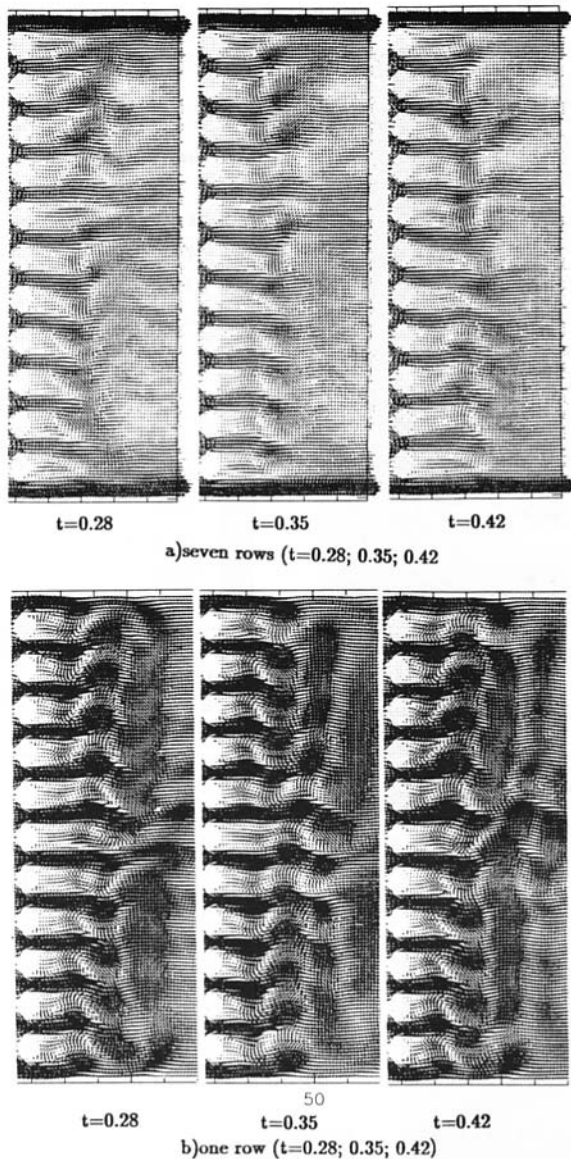 t=0.28 t=0.35 t=0.42
a)seven rows (t=0.28; 0.35; 0.42
50
t=0.28 t=0.35 t=0.42
b)one row (t=0.28; 0.35; 0.42)